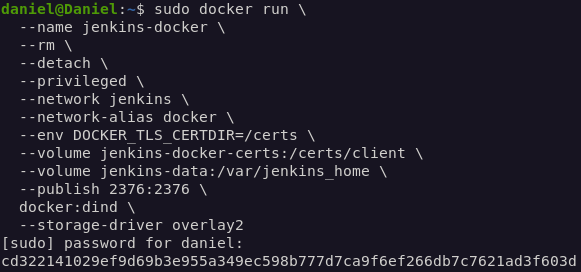 daniel@Daniel:~$ sudo docker run \
  --name jenkins-docker \
  --rm \
  --detach \
  --privileged \
  --network jenkins \
  --network-alias docker \
  --env DOCKER_TLS_CERTDIR=/certs \
  --volume jenkins-docker-certs:/certs/client \
  --volume jenkins-data:/var/jenkins_home \
  --publish 2376:2376 \
  docker:dind \
  --storage-driver overlay2
[sudo] password for daniel:
cd322141029ef9d69b3e955a349ec598b777d7ca9f6ef266db7c7621ad3f603d